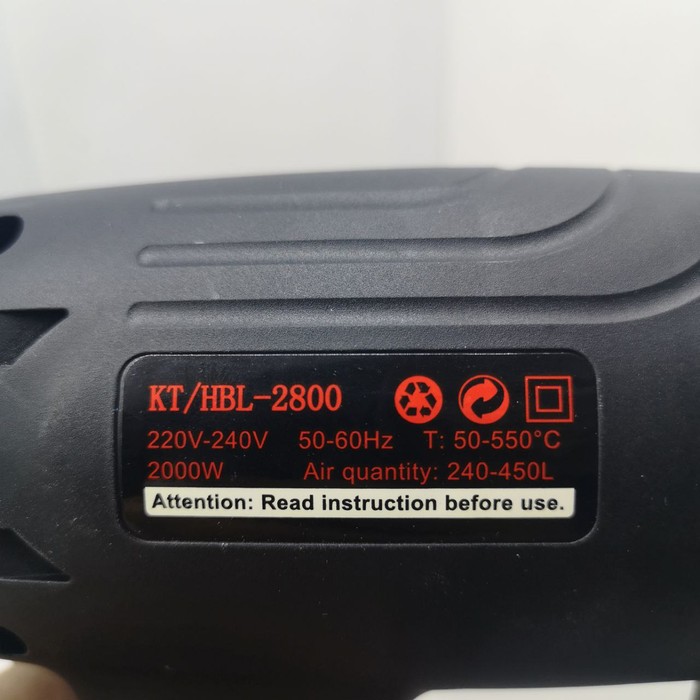 KT/HBL-2800
220V-240V 50-60Hz T: 50-550°C
2000W Air quantity: 240-450L
Attention: Read instruction before use.